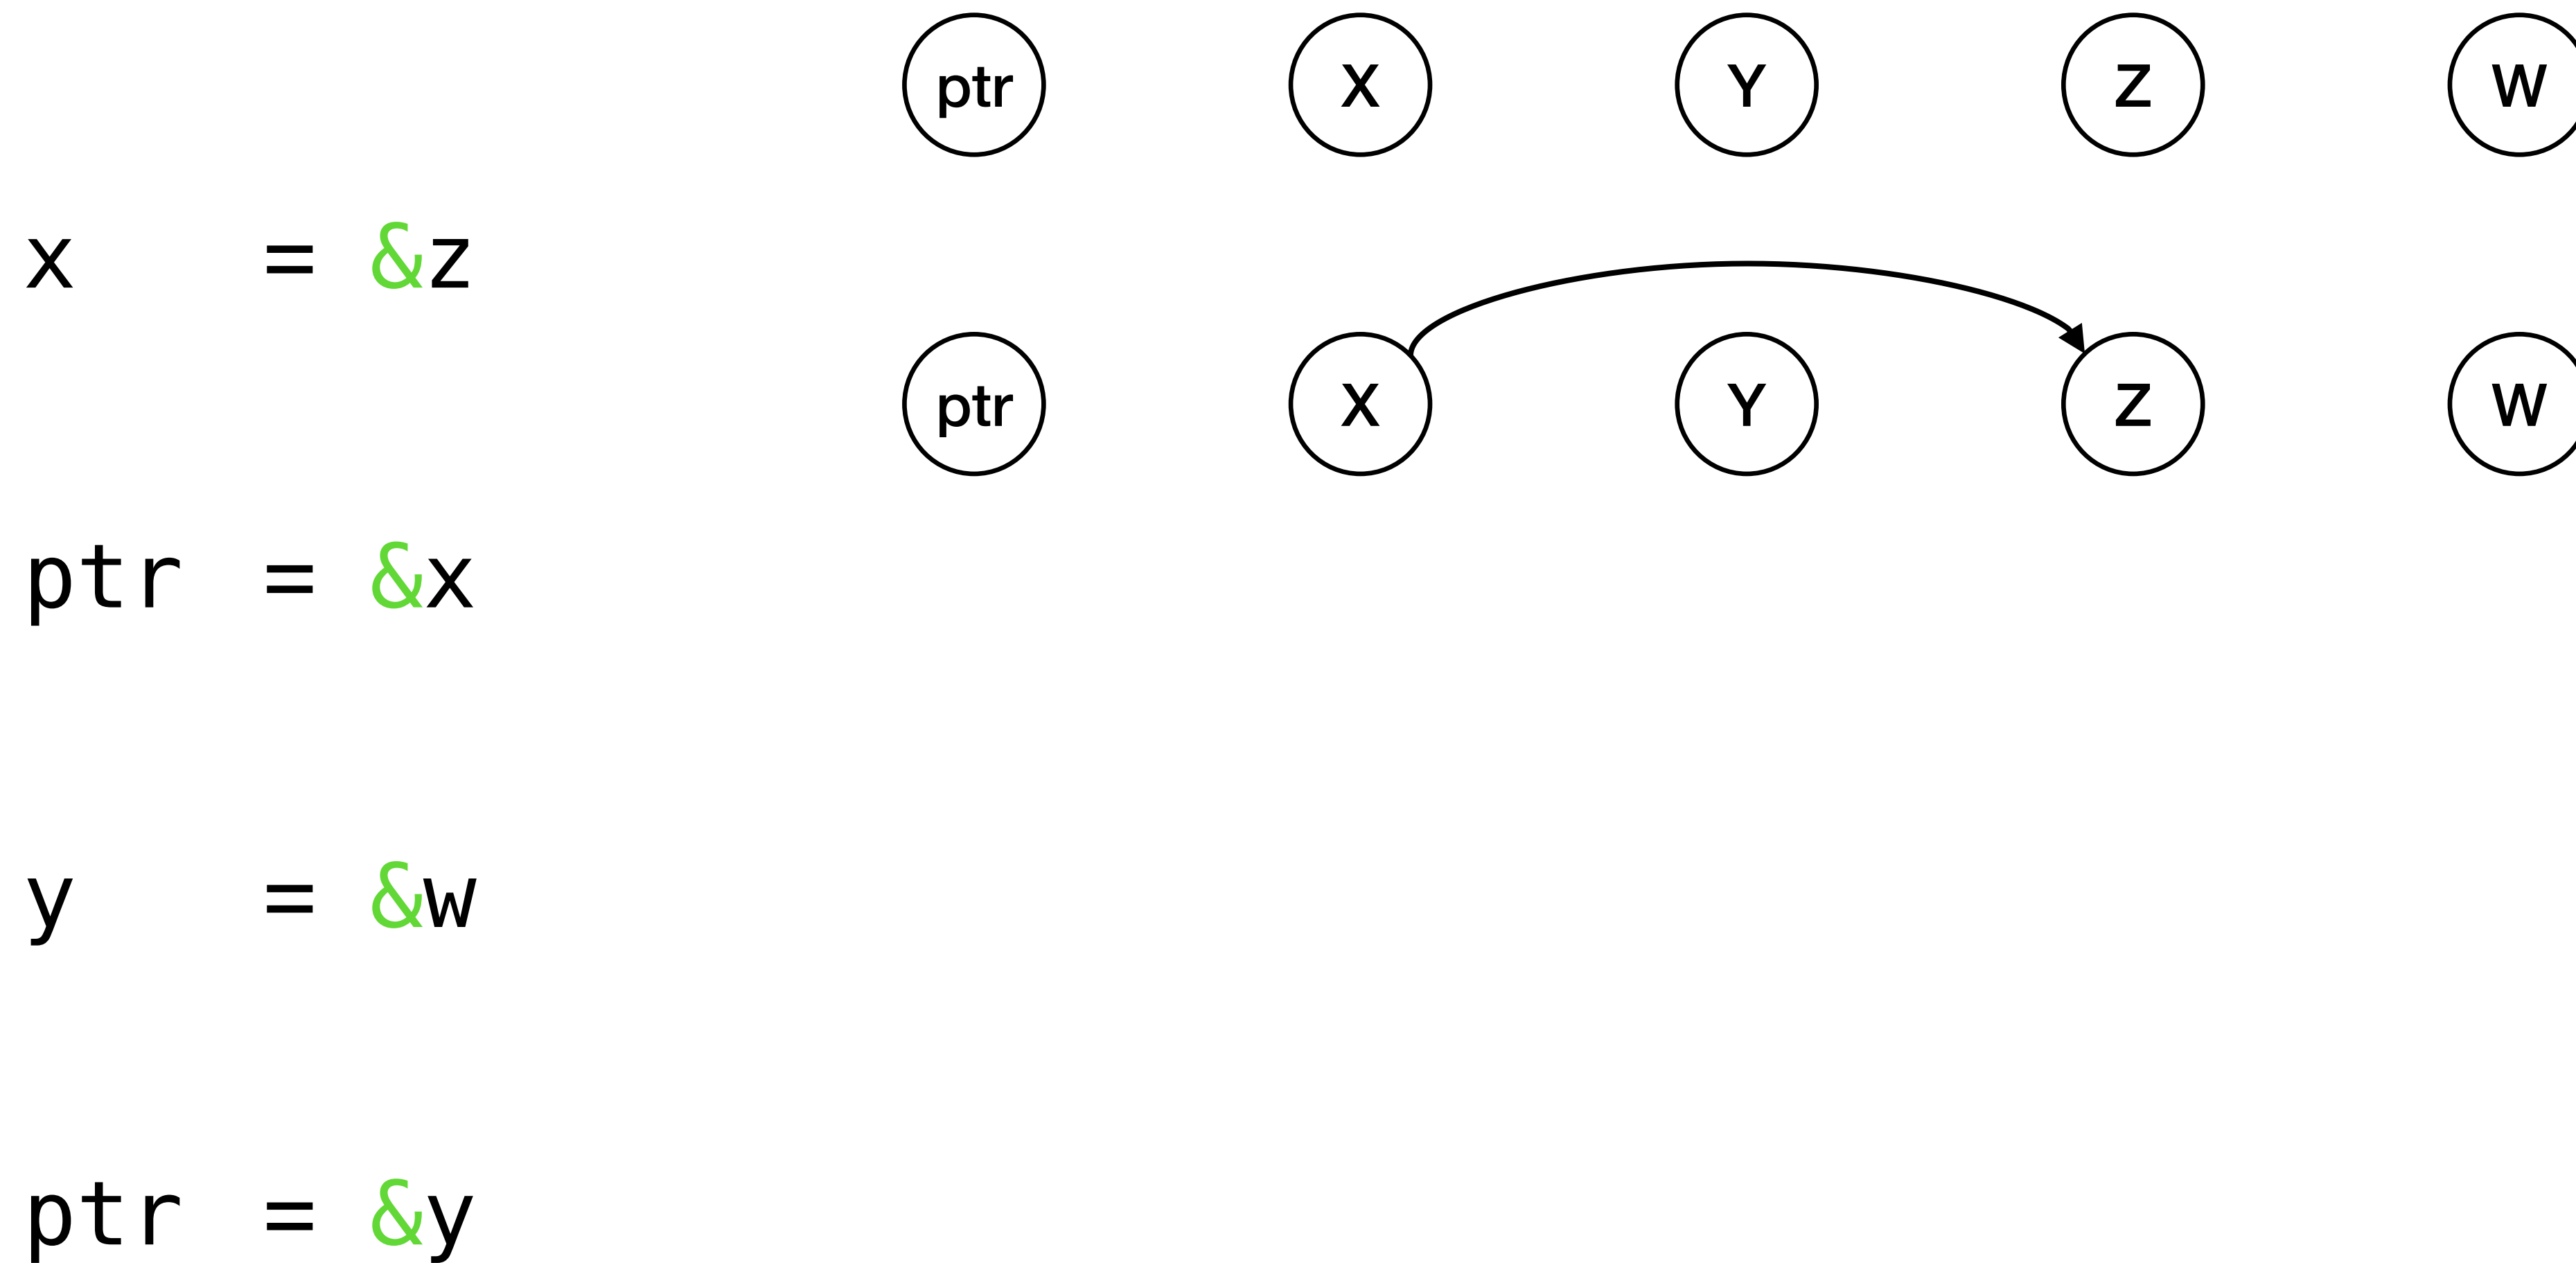 ptr X Y Z W
x = &z
ptr X Y Z W
ptr = &x
y = &w
ptr = &y